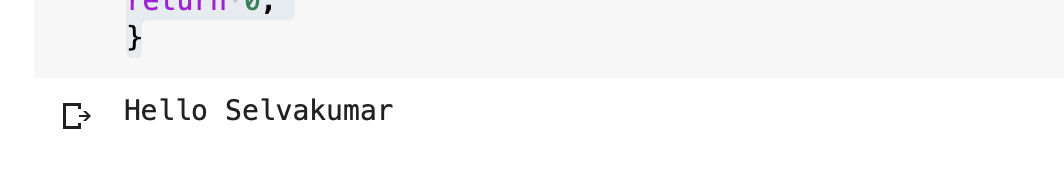 return 0;
}
Hello Selvakumar